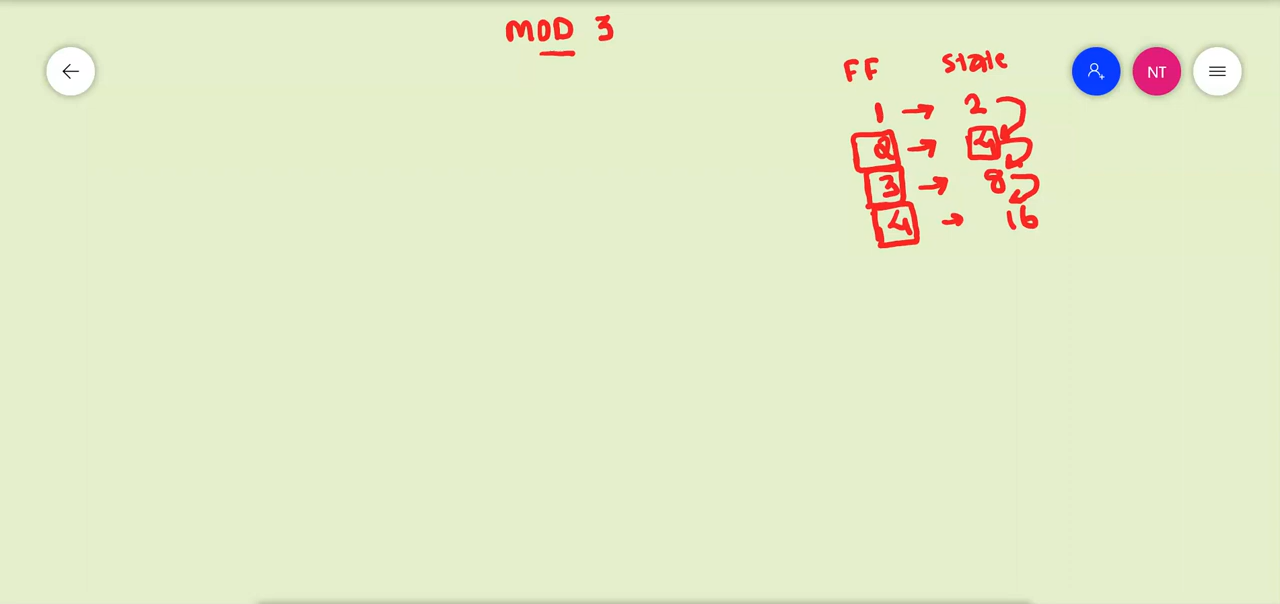 MOD 3
FF State
1 → 2
2 → 4
3 → 8
4 → 16
NT